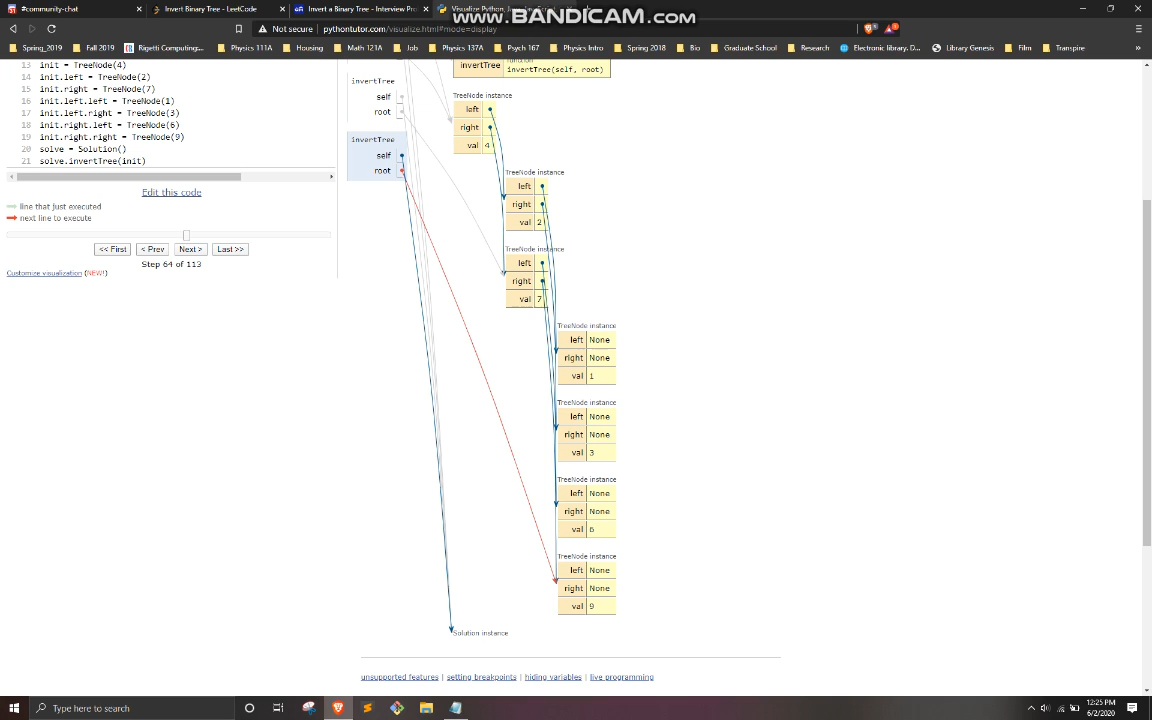 #community-chat
Invert Binary Tree - LeetCode
Invert a Binary Tree - Interview Pro
www.BANDICAM.com
Not secure pythontutor.com/visualize.html#mode=display
Spring_2019 Fall 2019 Rigetti Computing:... Physics 111A Housing Math 121A Job Physics 137A Psych 167 Physics Intro Spring 2018 Bio Graduate School Research Electronic library. D... Library Genesis Film Transpire
13 init = TreeNode(4)
14 init.left = TreeNode(2)
15 init.right = TreeNode(7)
16 init.left.left = TreeNode(1)
17 init.left.right = TreeNode(3)
18 init.right.left = TreeNode(6)
19 init.right.right = TreeNode(9)
20 solve = Solution()
21 solve.invertTree(init)
Edit this code
line that just executed
next line to execute
<< First < Prev Next > Last >>
Step 64 of 113
Customize visualization (NEW!)
invertTree
self
root
invertTree
self
root
invertTree
invertTree(self, root)
TreeNode instance
left
right
val 4
TreeNode instance
left
right
val 2
TreeNode instance
left
right
val 7
TreeNode instance
left None
right None
val 1
TreeNode instance
left None
right None
val 3
TreeNode instance
left None
right None
val 6
TreeNode instance
left None
right None
val 9
Solution instance
unsupported features | setting breakpoints | hiding variables | live programming
Type here to search
12:25 PM
6/2/2020